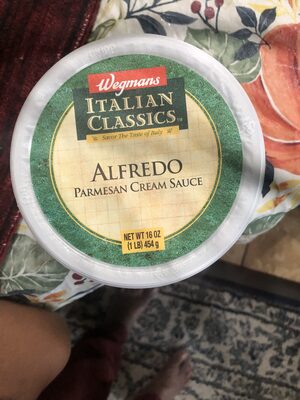 Wegmans
ITALIAN
CLASSICS
Savor The Taste of Italy
ALFREDO
PARMESAN CREAM SAUCE
NET WT 16 OZ
(1 LB) 454 g